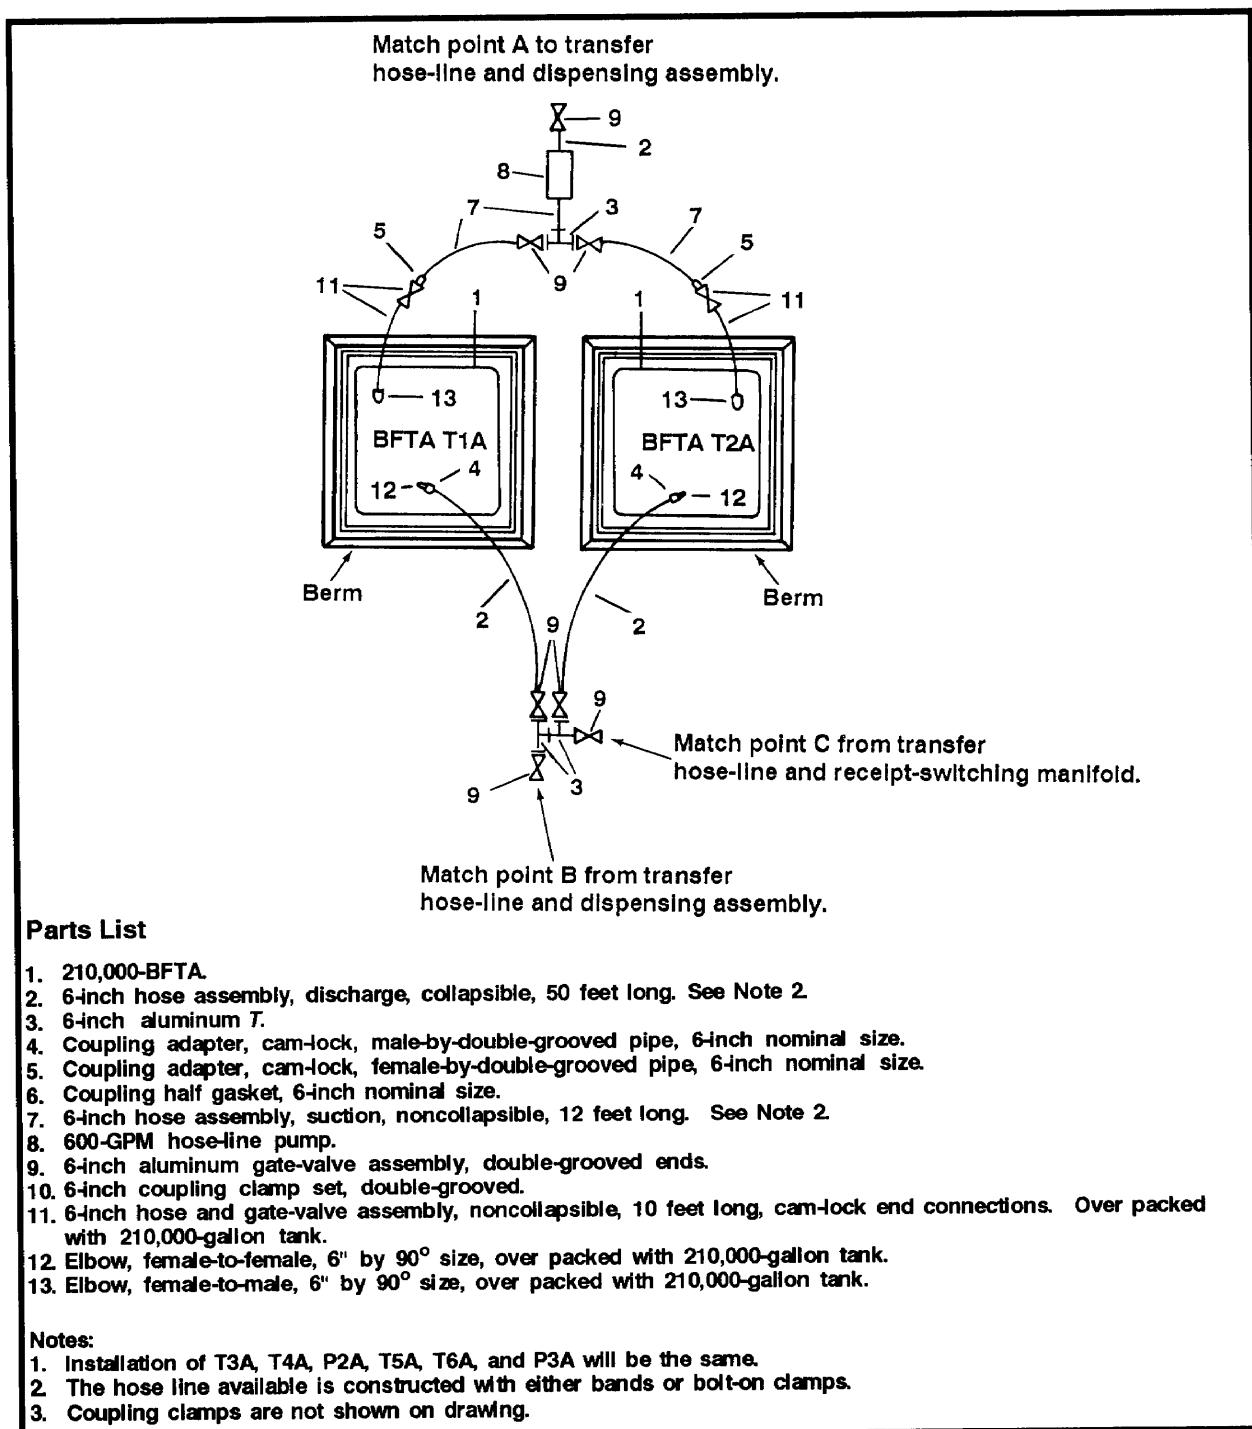 Match point A to transfer
hose-line and dispensing assembly.
9
2
8
7
3
7
5
5
9
11
11
1
1
13
13
BFTA T1A
BFTA T2A
4
4
12
12
Berm
Berm
2
2
9
9
Match point C from transfer
hose-line and receipt-switching manifold.
9
3
Match point B from transfer
hose-line and dispensing assembly.
Parts List
1. 210,000-BFTA.
2. 6-inch hose assembly, discharge, collapsible, 50 feet long. See Note 2.
3. 6-inch aluminum T.
4. Coupling adapter, cam-lock, male-by-double-grooved pipe, 6-inch nominal size.
5. Coupling adapter, cam-lock, female-by-double-grooved pipe, 6-inch nominal size.
6. Coupling half gasket, 6-inch nominal size.
7. 6-inch hose assembly, suction, noncollapsible, 12 feet long. See Note 2.
8. 600-GPM hose-line pump.
9. 6-inch aluminum gate-valve assembly, double-grooved ends.
10. 6-inch coupling clamp set, double-grooved.
11. 6-inch hose and gate-valve assembly, noncollapsible, 10 feet long, cam-lock end connections. Over packed
with 210,000-gallon tank.
12. Elbow, female-to-female, 6" by 90° size, over packed with 210,000-gallon tank.
13. Elbow, female-to-male, 6" by 90° size, over packed with 210,000-gallon tank.
Notes:
1. Installation of T3A, T4A, P2A, T5A, T6A, and P3A will be the same.
2. The hose line available is constructed with either bands or bolt-on clamps.
3. Coupling clamps are not shown on drawing.